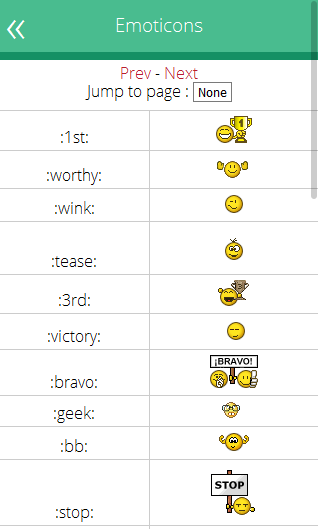 Emoticons
Prev - Next
Jump to page : None
:1st: 1
:worthy:
:wink:
:tease:
:3rd: 3
:victory:
:bravo: ¡BRAVO!
:geek:
:bb:
:stop: STOP